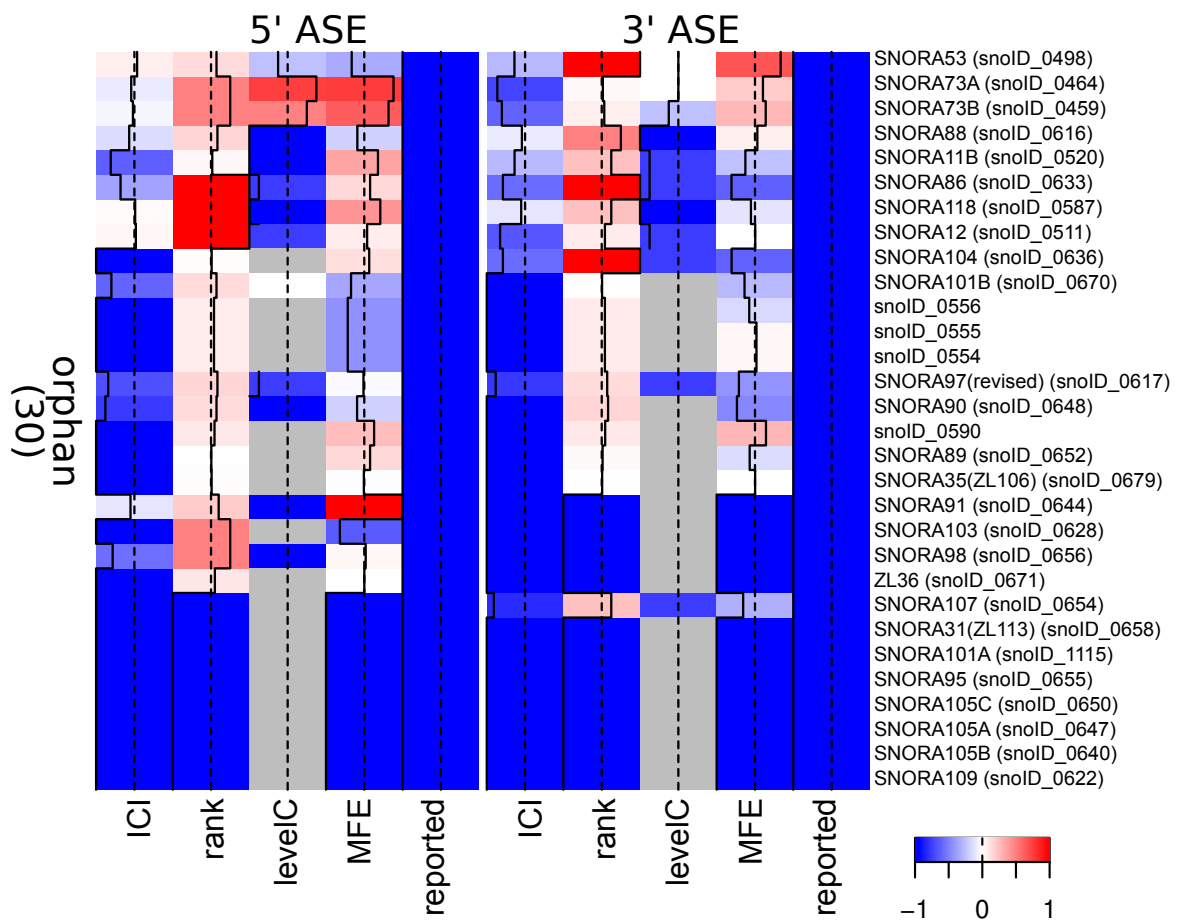 5' ASE
3' ASE
SNORA53 (snoID_0498)
SNORA73A (snoID_0464)
SNORA73B (snoID_0459)
SNORA88 (snoID_0616)
SNORA11B (snoID_0520)
SNORA86 (snoID_0633)
SNORA118 (snoID_0587)
SNORA12 (snoID_0511)
SNORA104 (snoID_0636)
SNORA101B (snoID_0670)
snoID_0556
snoID_0555
snoID_0554
SNORA97(revised) (snoID_0617)
SNORA90 (snoID_0648)
snoID_0590
SNORA89 (snoID_0652)
SNORA35(ZL106) (snoID_0679)
SNORA91 (snoID_0644)
SNORA103 (snoID_0628)
SNORA98 (snoID_0656)
ZL36 (snoID_0671)
SNORA107 (snoID_0654)
SNORA31(ZL113) (snoID_0658)
SNORA101A (snoID_1115)
SNORA95 (snoID_0655)
SNORA105C (snoID_0650)
SNORA105A (snoID_0647)
SNORA105B (snoID_0640)
SNORA109 (snoID_0622)
orphan
(30)
ICI
rank
levelC
MFE
reported
ICI
rank
levelC
MFE
reported
−1 0 1